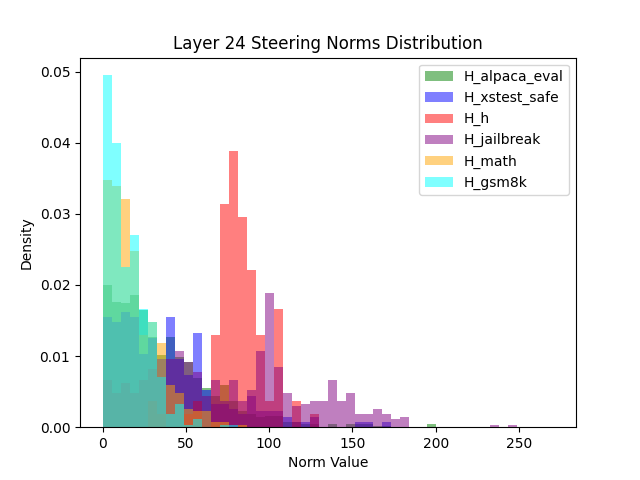 Layer 24 Steering Norms Distribution
0.05
0.04
0.03
0.02
0.01
0.00
Density
H_alpaca_eval
H_xstest_safe
H_h
H_jailbreak
H_math
H_gsm8k
0 50 100 150 200 250
Norm Value